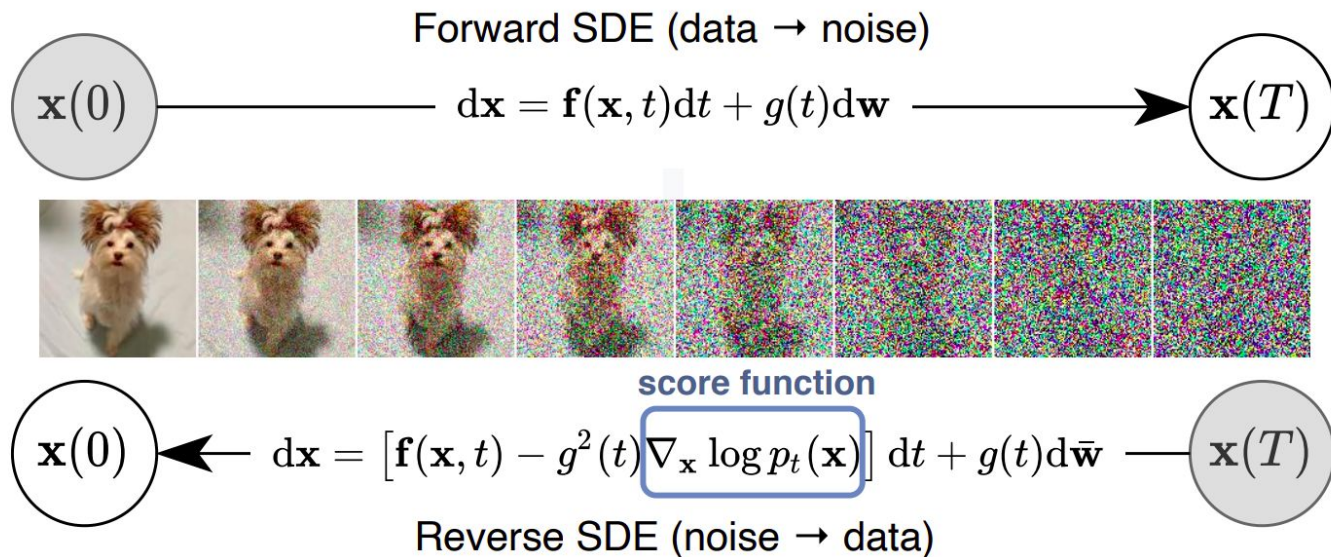 Forward SDE (data → noise)
x(0) dx = f(x, t)dt + g(t)dw x(T)
score function
x(0) dx = [f(x, t) − g²(t)∇ₓ log pₜ(x)] dt + g(t)dw̄ x(T)
Reverse SDE (noise → data)